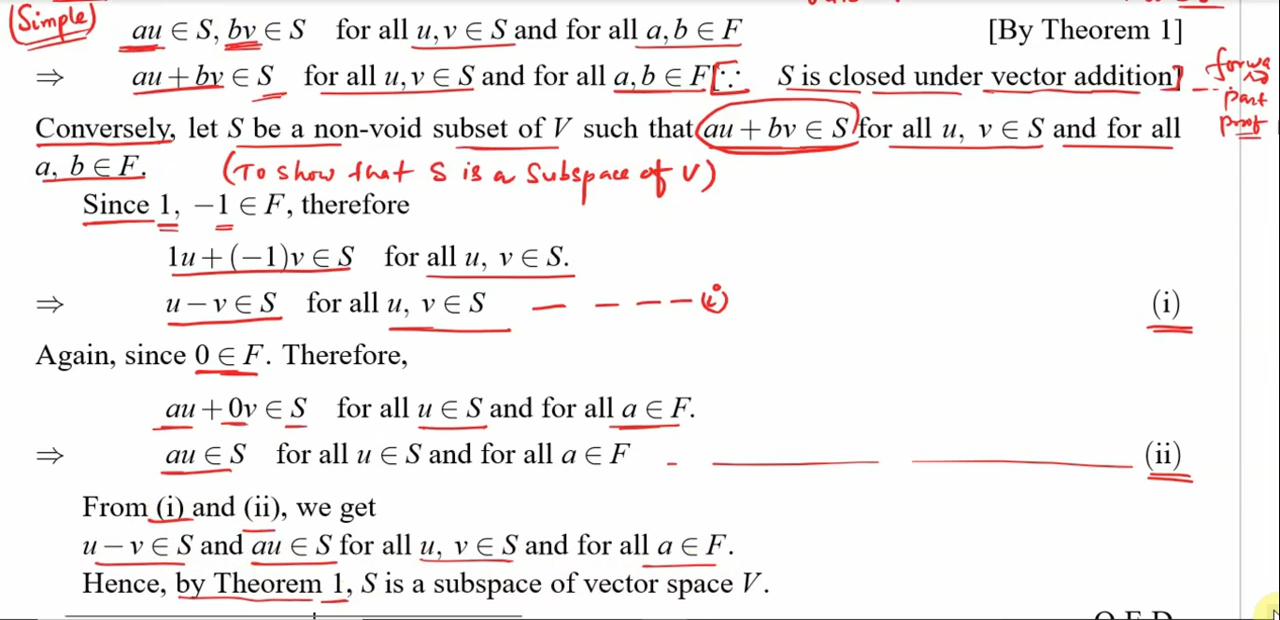 (Simple) au ∈ S, bv ∈ S for all u, v ∈ S and for all a, b ∈ F [By Theorem 1]
⇒ au + bv ∈ S for all u, v ∈ S and for all a, b ∈ F [∵ S is closed under vector addition]
part
proof
Conversely, let S be a non-void subset of V such that au + bv ∈ S for all u, v ∈ S and for all
a, b ∈ F. (To show that S is a Subspace of V)
Since 1, −1 ∈ F, therefore
1u + (−1)v ∈ S for all u, v ∈ S.
⇒ u − v ∈ S for all u, v ∈ S − − − − (i) (i)
Again, since 0 ∈ F. Therefore,
au + 0v ∈ S for all u ∈ S and for all a ∈ F.
⇒ au ∈ S for all u ∈ S and for all a ∈ F (ii)
From (i) and (ii), we get
u − v ∈ S and au ∈ S for all u, v ∈ S and for all a ∈ F.
Hence, by Theorem 1, S is a subspace of vector space V.